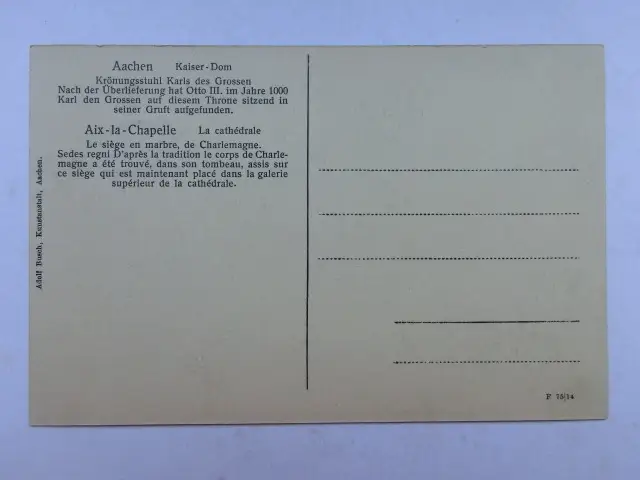 Aachen Kaiser-Dom
Krönungsstuhl Karls des Grossen
Nach der Überlieferung hat Otto III. im Jahre 1000
Karl den Grossen auf diesem Throne sitzend in
seiner Gruft aufgefunden.
Aix-la-Chapelle La cathédrale
Le siège en marbre, de Charlemagne.
Sedes regni D'après la tradition le corps de Charle-
magne a été trouvé, dans son tombeau, assis sur
ce siège qui est maintenant placé dans la galerie
supérieur de la cathédrale.
Adolf Busch, Kunstanstalt, Aachen.
F 15/14